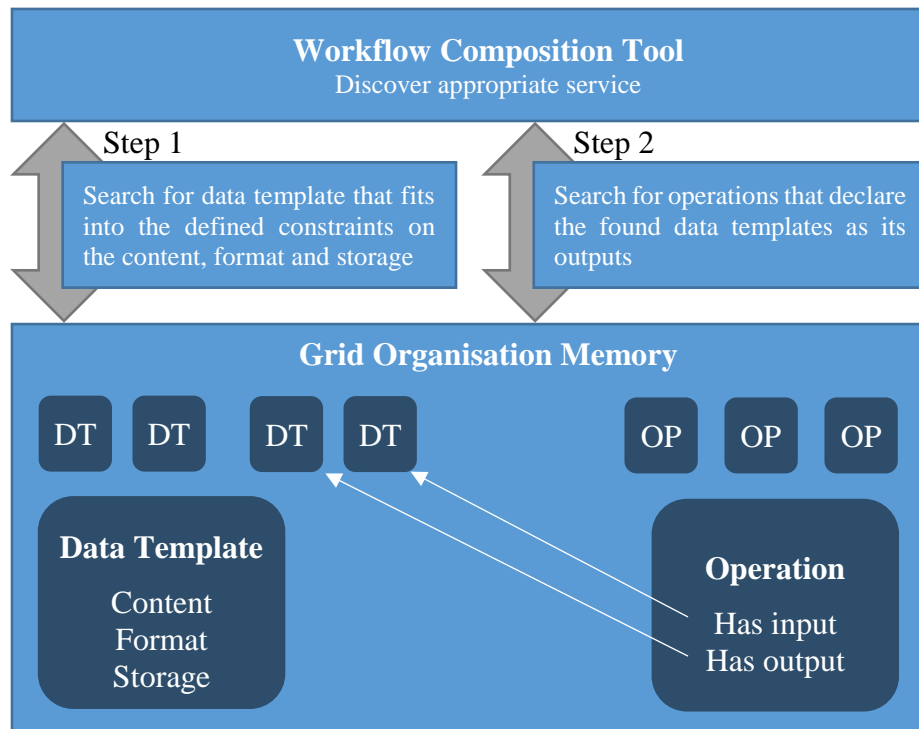 Workflow Composition Tool
Discover appropriate service
Step 1
Search for data template that fits
into the defined constraints on
the content, format and storage
Step 2
Search for operations that declare
the found data templates as its
outputs
Grid Organisation Memory
DT
DT
DT
DT
OP
OP
OP
Data Template
Content
Format
Storage
Operation
Has input
Has output